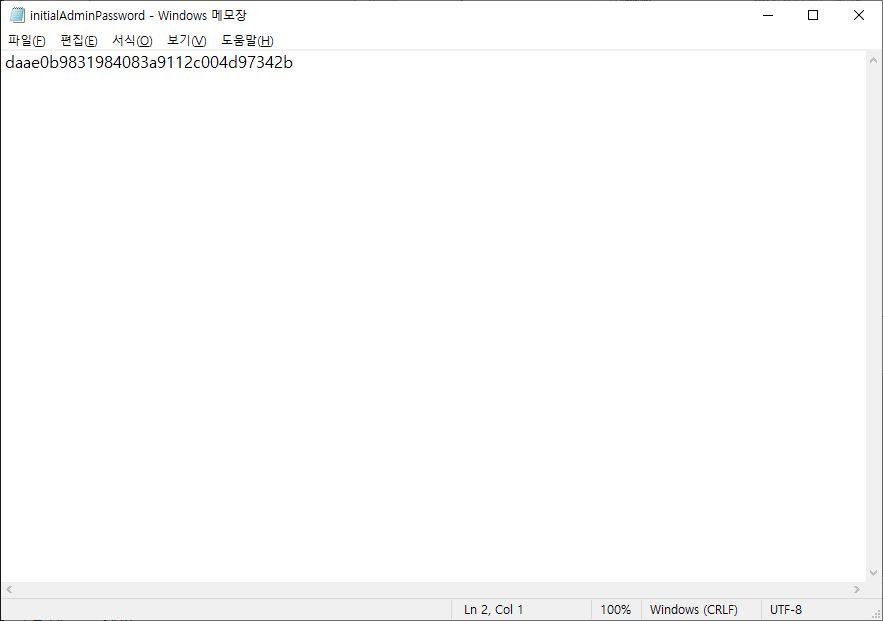 initialAdminPassword - Windows 메모장
파일(F) 편집(E) 서식(O) 보기(V) 도움말(H)
daae0b9831984083a9112c004d97342b
Ln 2, Col 1 100% Windows (CRLF) UTF-8